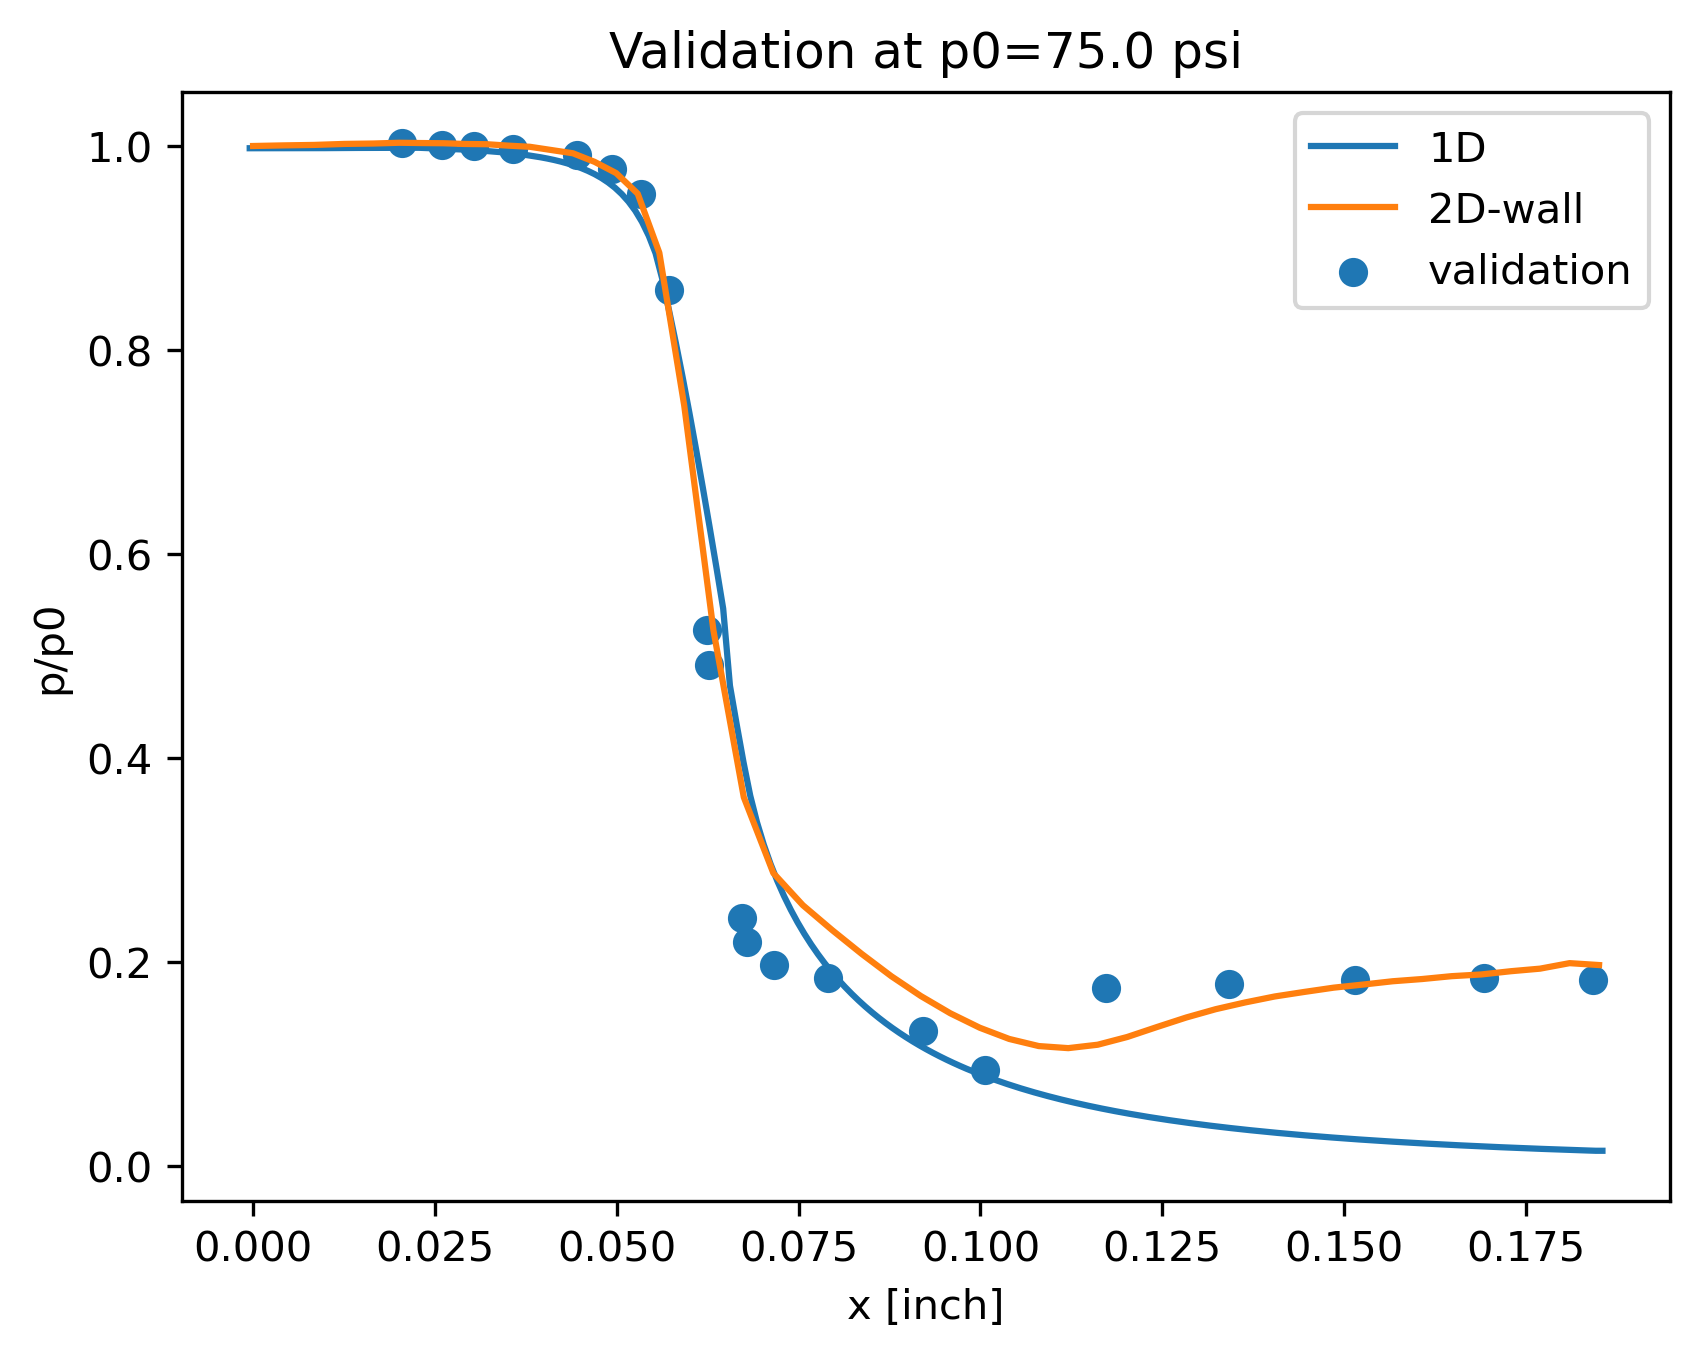 Validation at p0=75.0 psi
1D
2D-wall
validation
1.0
0.8
0.6
0.4
0.2
0.0
p/p0
0.000 0.025 0.050 0.075 0.100 0.125 0.150 0.175
x [inch]